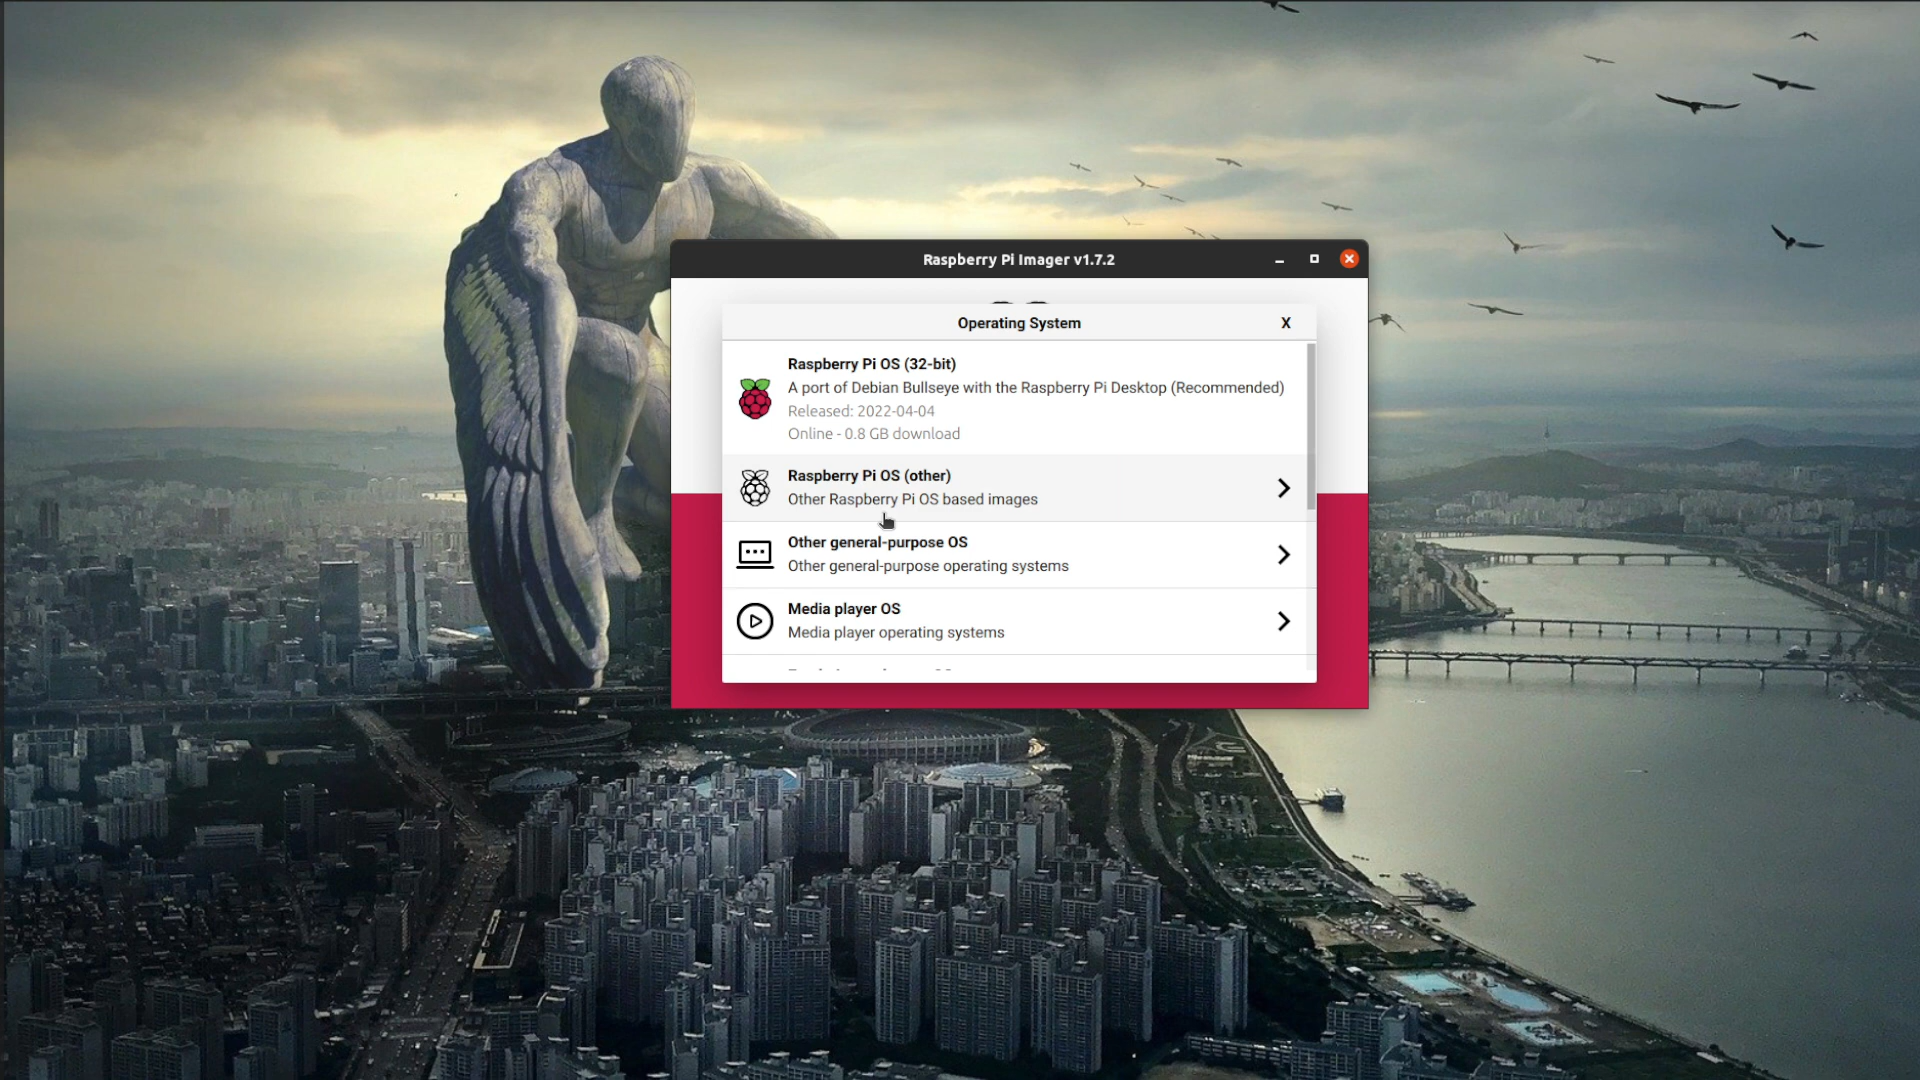 Raspberry Pi Imager v1.7.2
Operating System X
Raspberry Pi OS (32-bit)
A port of Debian Bullseye with the Raspberry Pi Desktop (Recommended)
Released: 2022-04-04
Online - 0.8 GB download
Raspberry Pi OS (other)
Other Raspberry Pi OS based images
Other general-purpose OS
Other general-purpose operating systems
Media player OS
Media player operating systems